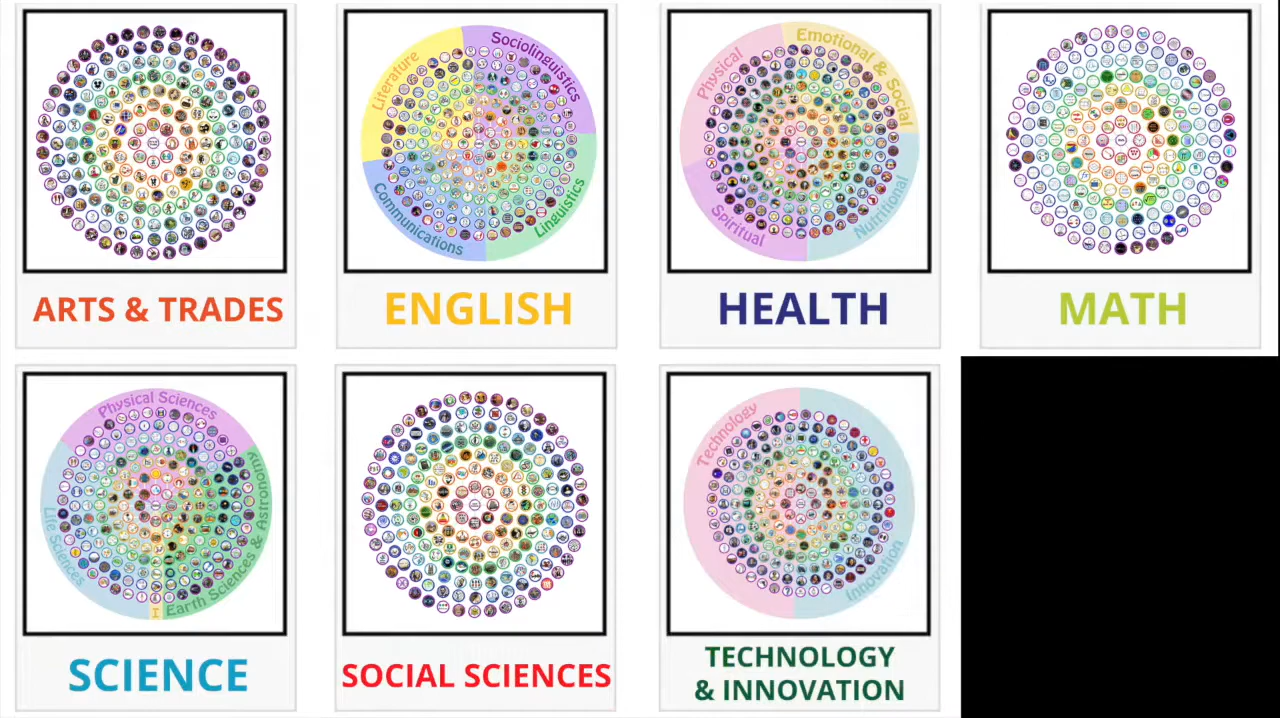 ARTS & TRADES
Literature
Sociolinguistics
Communications
Linguistics
ENGLISH
Physical
Emotional & Social
Spiritual
Nutritional
HEALTH
MATH
Physical Sciences
Life Sciences
Earth Sciences & Astronomy
SCIENCE
SOCIAL SCIENCES
Technology
Innovation
TECHNOLOGY
& INNOVATION